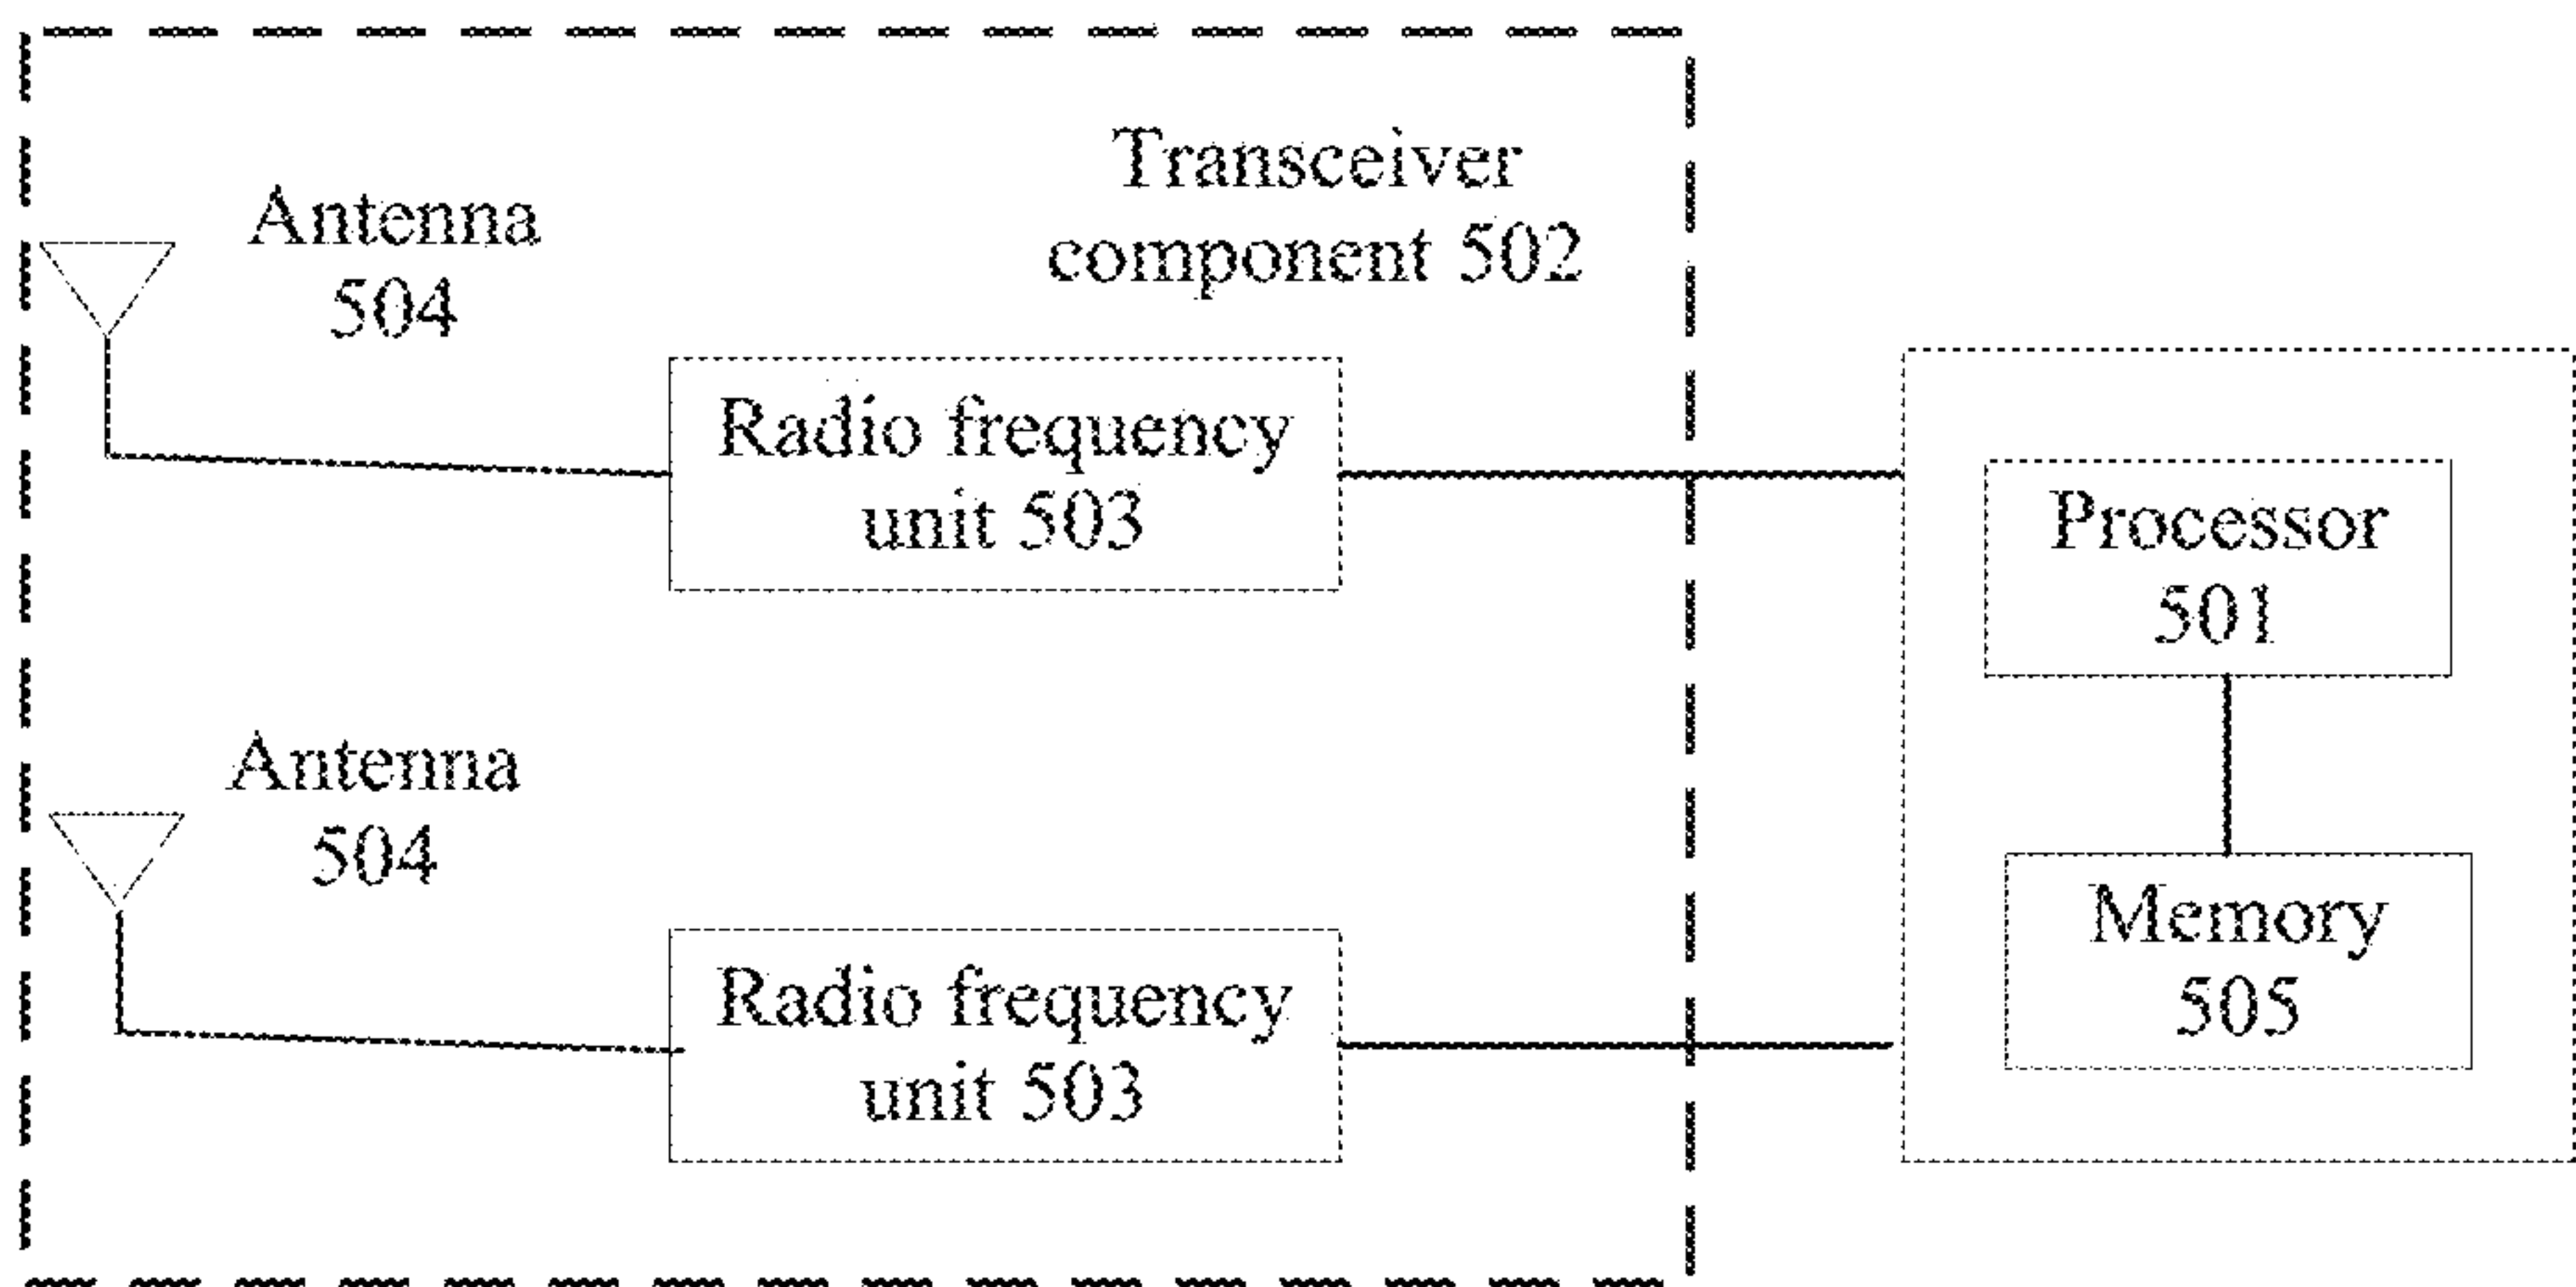 Transceiver
component 502
Antenna
504
Radio frequency
unit 503
Processor
501
Antenna
504
Memory
505
Radio frequency
unit 503